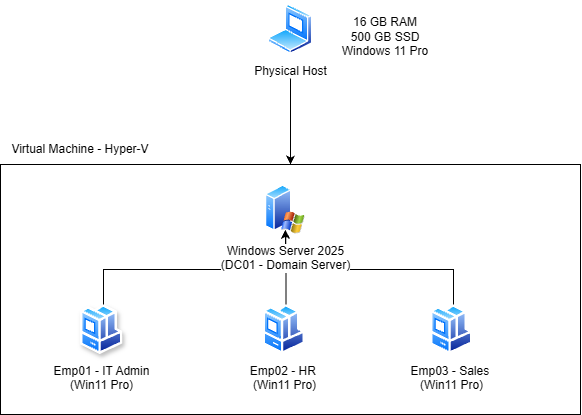 16 GB RAM
500 GB SSD
Windows 11 Pro
Physical Host
Virtual Machine - Hyper-V
Windows Server 2025
(DC01 - Domain Server)
Emp01 - IT Admin
(Win11 Pro)
Emp02 - HR
(Win11 Pro)
Emp03 - Sales
(Win11 Pro)